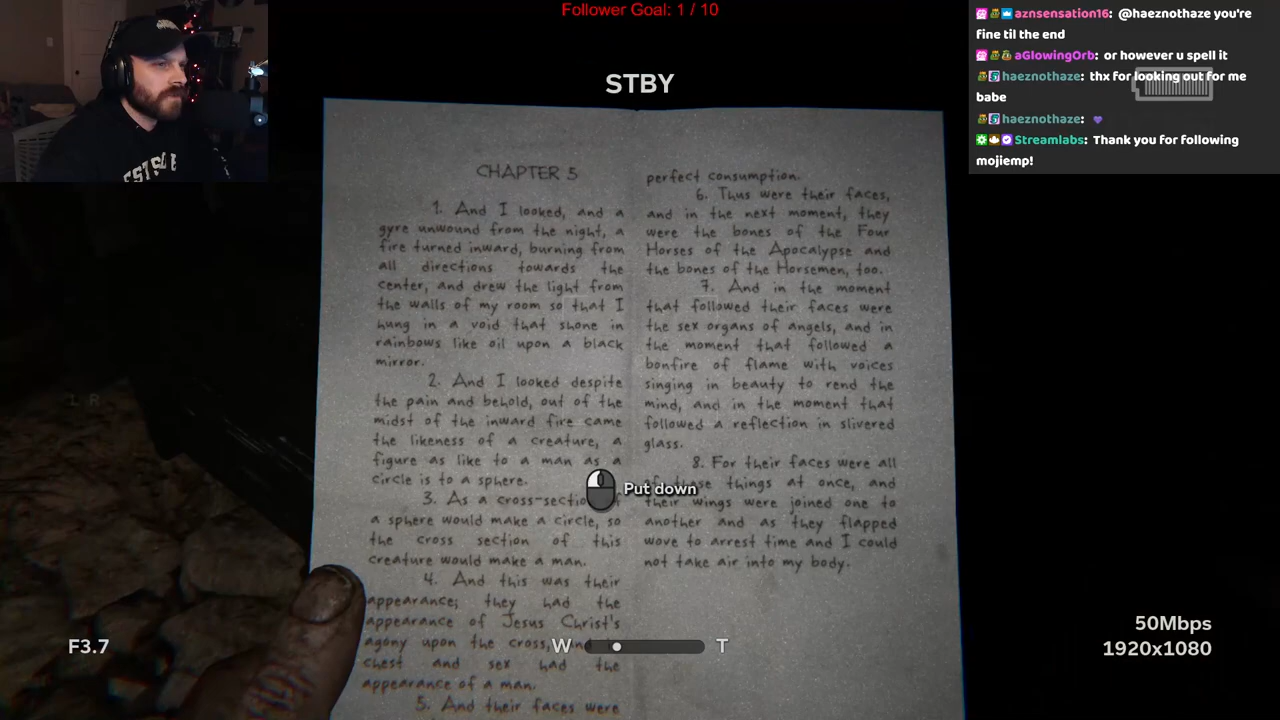 Follower Goal: 1 / 10
aznsensation16: @haeznothaze you're
fine til the end
aGlowingOrb: or however u spell it
haeznothaze: thx for looking out for me
babe
haeznothaze:
Streamlabs: Thank you for following
mojiemp!
STBY
CHAPTER 5
1. And I looked, and a
gyre unwound from the night, a
fire turned inward, burning from
all directions towards the
center, and drew the light from
the walls of my room so that I
hung in a void that shone in
rainbows like oil upon a black
mirror.
2. And I looked despite
the pain and behold, out of the
midst of the inward fire came
the likeness of a creature, a
figure as like to a man as a
circle is to a sphere.
3. As a cross-section
a sphere would make a circle, so
the cross section of this
creature would make a man.
4. And this was their
appearance; they had the
appearance of Jesus Christ's
agony upon the cross,
chest and sex had the
appearance of a man.
5. And their faces were
perfect consumption.
6. Thus were their faces,
and in the next moment, they
were the bones of the Four
Horses of the Apocalypse and
the bones of the Horsemen, too.
7. And in the moment
that followed their faces were
the sex organs of angels, and in
the moment that followed a
bonfire of flame with voices
singing in beauty to rend the
mind, and in the moment that
followed a reflection in slivered
glass.
8. For their faces were all
of these things at once, and
their wings were joined one to
another and as they flapped
wove to arrest time and I could
not take air into my body.
Put down
F3.7
W T
50Mbps
1920x1080